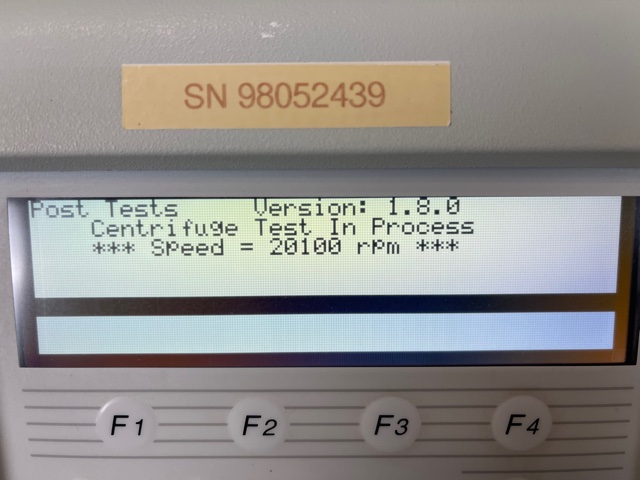 SN 98052439
Post Tests Version: 1.8.0
Centrifuge Test In Process
*** Speed = 20100 rpm ***
F1 F2 F3 F4